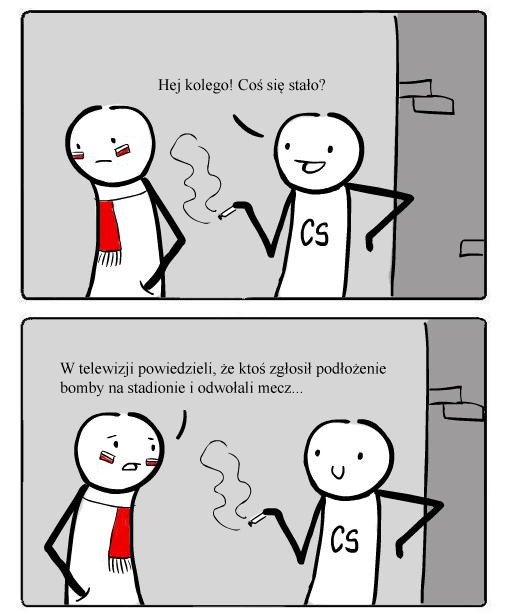 Hej kolego! Coś się stało?
CS
W telewizji powiedzieli, że ktoś zgłosił podłożenie
bomby na stadionie i odwołali mecz...
CS